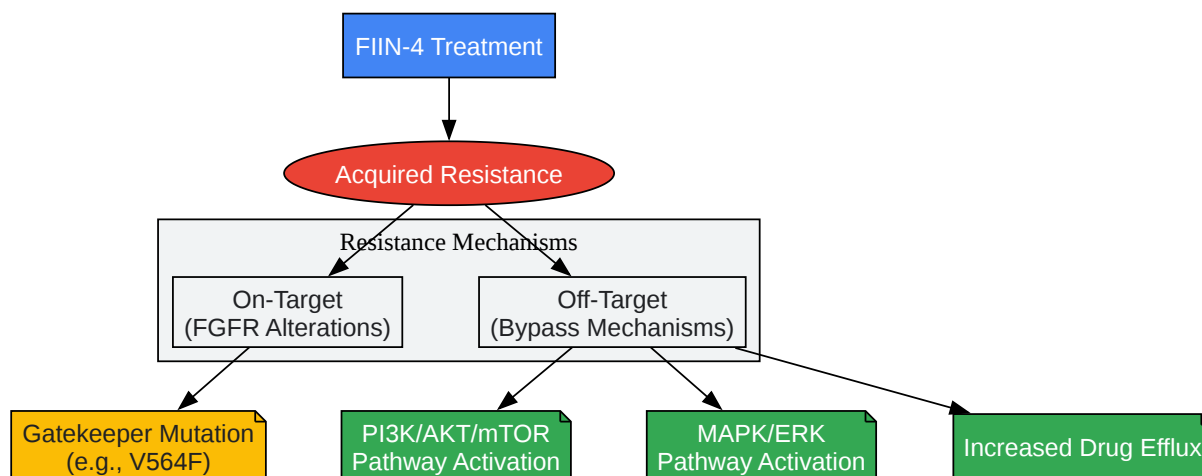 FIIN-4 Treatment
Acquired Resistance
Resistance Mechanisms
On-Target
(FGFR Alterations)
Off-Target
(Bypass Mechanisms)
Gatekeeper Mutation
(e.g., V564F)
PI3K/AKT/mTOR
Pathway Activation
MAPK/ERK
Pathway Activation
Increased Drug Efflux